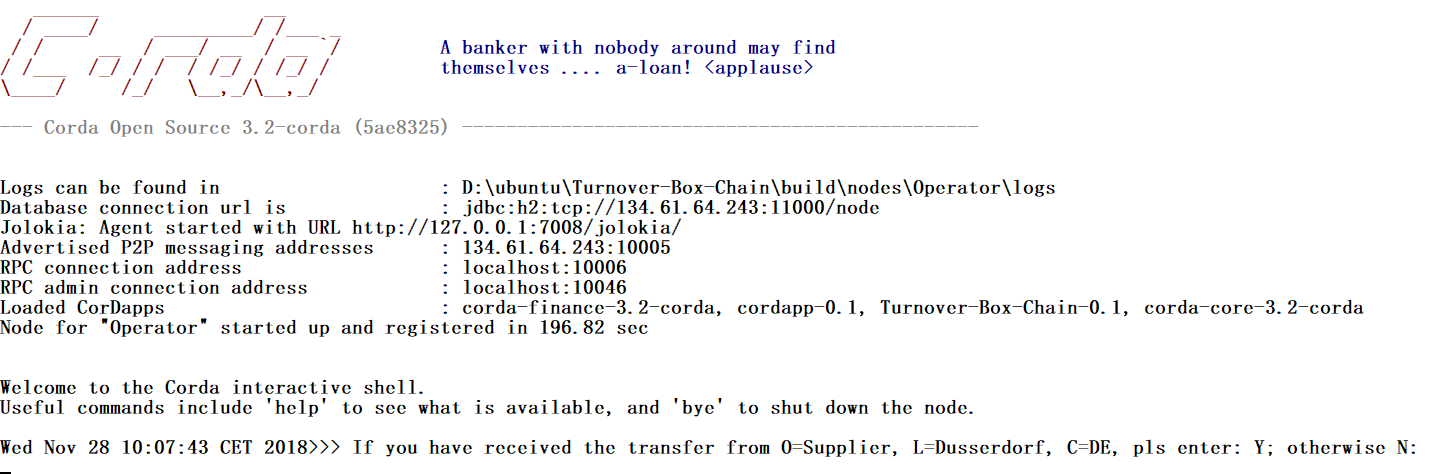 Corda
A banker with nobody around may find
themselves .... a-loan! <applause>
--- Corda Open Source 3.2-corda (5ae8325) -----------------------------------------------
Logs can be found in : D:\ubuntu\Turnover-Box-Chain\build\nodes\Operator\logs
Database connection url is : jdbc:h2:tcp://134.61.64.243:11000/node
Jolokia: Agent started with URL http://127.0.0.1:7008/jolokia/
Advertised P2P messaging addresses : 134.61.64.243:10005
RPC connection address : localhost:10006
RPC admin connection address : localhost:10046
Loaded CorDapps : corda-finance-3.2-corda, cordapp-0.1, Turnover-Box-Chain-0.1, corda-core-3.2-corda
Node for "Operator" started up and registered in 196.82 sec
Welcome to the Corda interactive shell.
Useful commands include 'help' to see what is available, and 'bye' to shut down the node.
Wed Nov 28 10:07:43 CET 2018>>> If you have received the transfer from O=Supplier, L=Dusserdorf, C=DE, pls enter: Y; otherwise N: